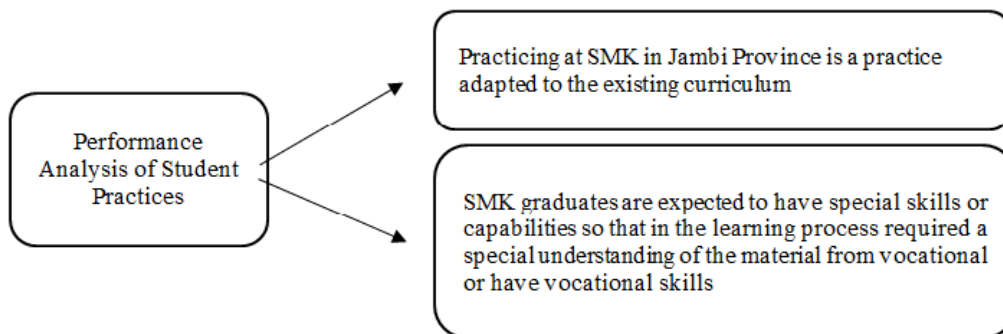 Performance
Analysis of Student
Practices
Practicing at SMK in Jambi Province is a practice
adapted to the existing curriculum
SMK graduates are expected to have special skills or
capabilities so that in the learning process required a
special understanding of the material from vocational
or have vocational skills